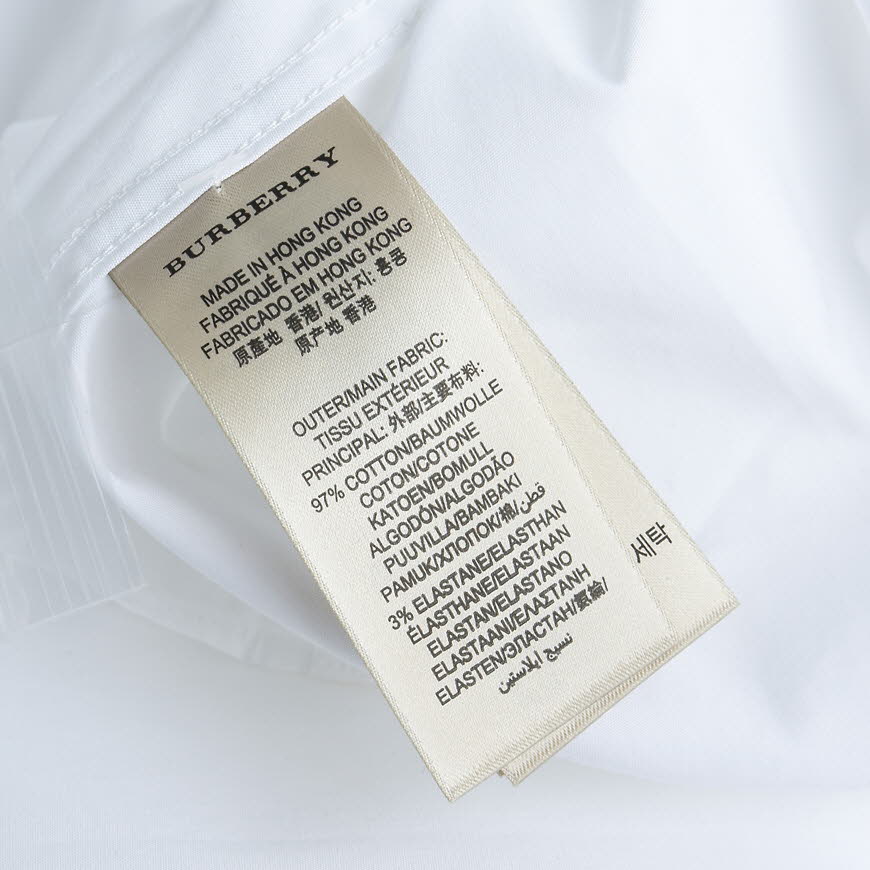 BURBERRY
MADE IN HONG KONG
FABRIQUÉ À HONG KONG
FABRICADO EM HONG KONG
原產地 香港/ 원산지: 홍콩
原产地 香港
OUTER/MAIN FABRIC:
TISSU EXTÉRIEUR
PRINCIPAL: 外部/主要布料:
97% COTTON/BAUMWOLLE
COTON/COTONE
KATOEN/BOMULL
ALGODÓN/ALGODÃO
PUUVILLA/BAMBAKI
PAMUK/ХЛОПОК/棉/قطن
3% ELASTANE/ELASTHAN
ÉLASTHANE/ELASTAAN
ELASTAN/ELASTANO
ELASTAANI/ΕΛΑΣΤΑΝΗ
ELASTEN/ЭЛАСТАН/氨綸/
نسيج ايلاستين
세탁